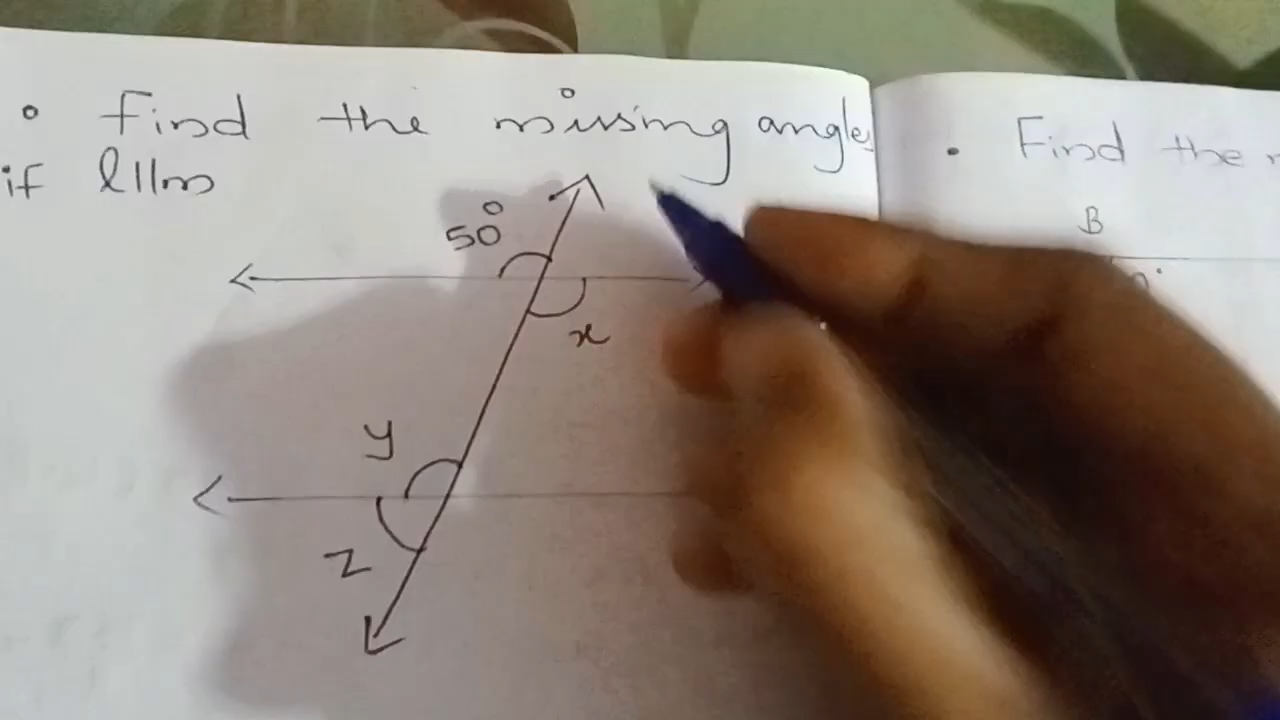 • Find the missing angle
if l||m
50°
x
y
z
• Find the
B